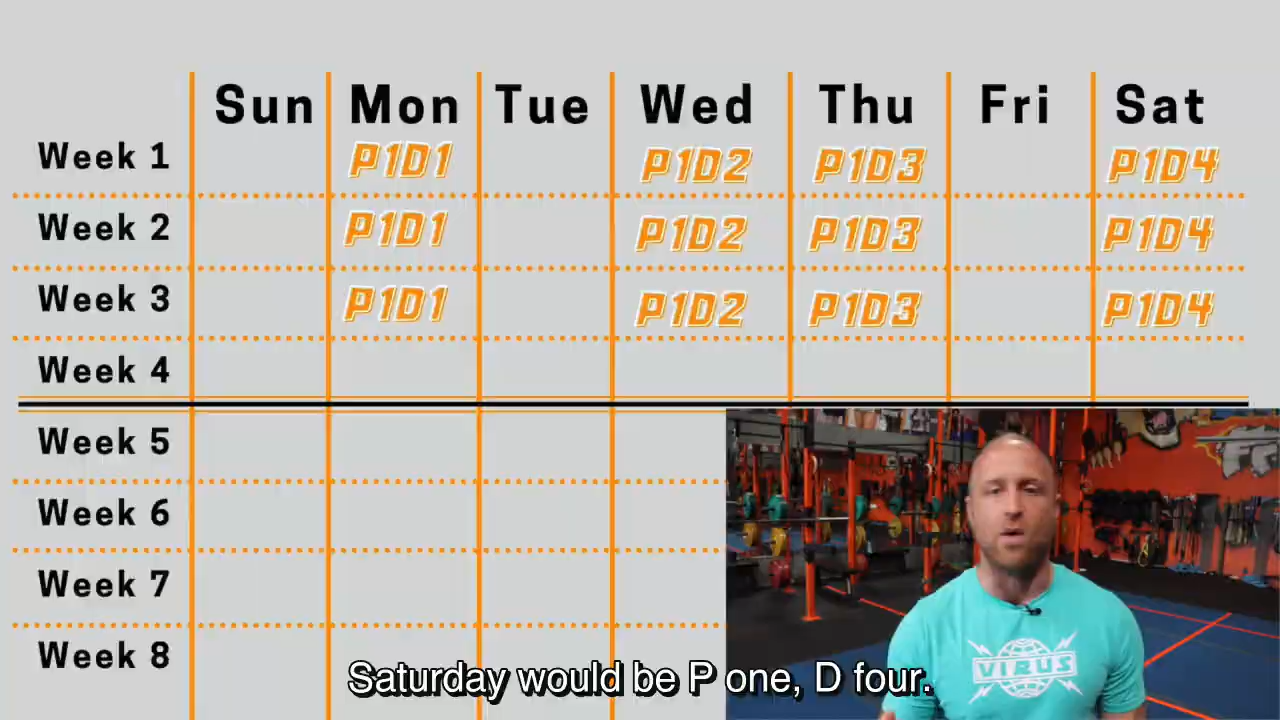 Sun Mon Tue Wed Thu Fri Sat
Week 1 P1D1 P1D2 P1D3 P1D4
Week 2 P1D1 P1D2 P1D3 P1D4
Week 3 P1D1 P1D2 P1D3 P1D4
Week 4
Week 5
Week 6
Week 7
Week 8
VIRUS
Saturday would be P one, D four.